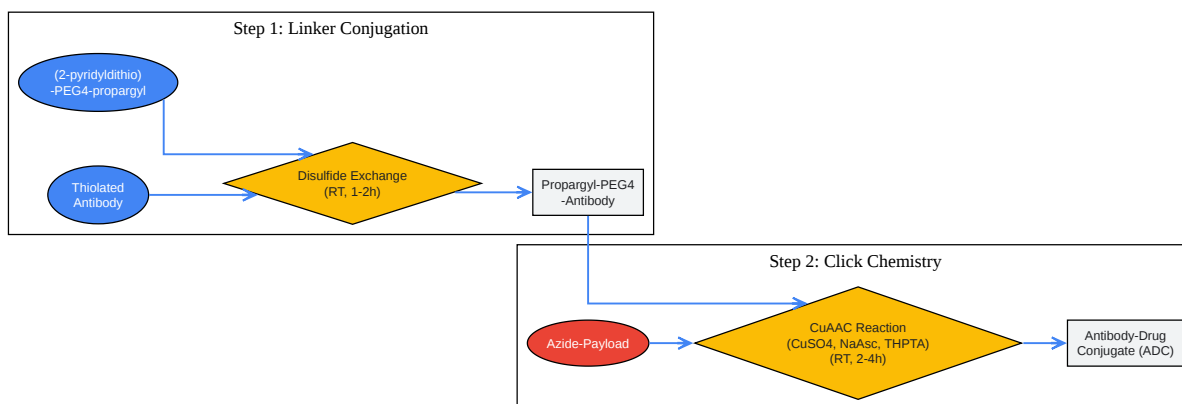 Step 1: Linker Conjugation
(2-pyridyldithio)
-PEG4-propargyl
Thiolated
Antibody
Disulfide Exchange
(RT, 1-2h)
Propargyl-PEG4
-Antibody
Step 2: Click Chemistry
Azide-Payload
CuAAC Reaction
(CuSO4, NaAsc, THPTA)
(RT, 2-4h)
Antibody-Drug
Conjugate (ADC)